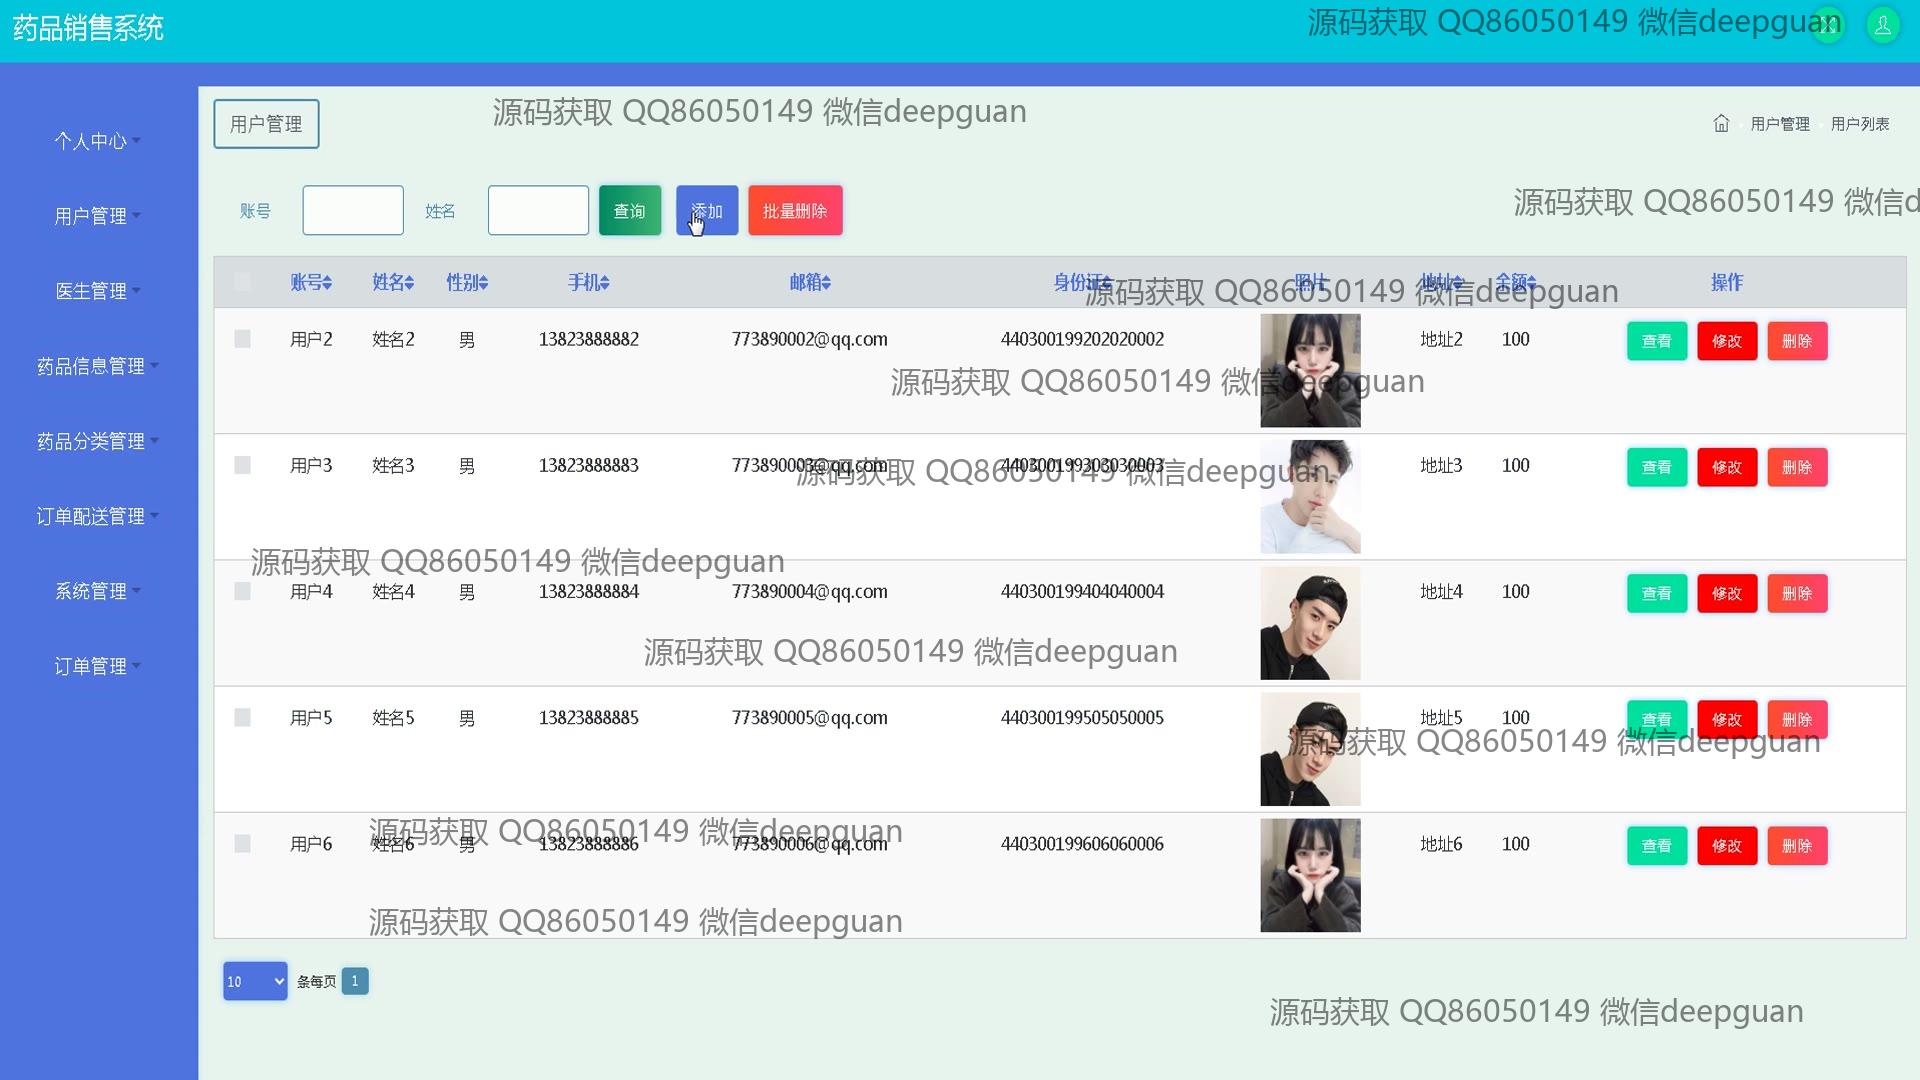 药品销售系统
源码获取 QQ86050149 微信deepguan
源码获取 QQ86050149 微信deepguan
用户管理
用户管理 用户列表
个人中心
用户管理
医生管理
药品信息管理
药品分类管理
订单配送管理
系统管理
订单管理
源码获取 QQ86050149 微信d
账号 姓名 查询 添加 批量删除
账号 姓名 性别 手机 邮箱 身份证 照片 地址 余额 操作
源码获取 QQ86050149 微信deepguan
用户2 姓名2 男 13823888882 773890002@qq.com 440300199202020002 地址2 100 查看 修改 删除
源码获取 QQ86050149 微信deepguan
用户3 姓名3 男 13823888883 773890003@qq.com 440300199303030003 地址3 100 查看 修改 删除
源码获取 QQ86050149 微信deepguan
源码获取 QQ86050149 微信deepguan
用户4 姓名4 男 13823888884 773890004@qq.com 440300199404040004 地址4 100 查看 修改 删除
源码获取 QQ86050149 微信deepguan
用户5 姓名5 男 13823888885 773890005@qq.com 440300199505050005 地址5 100 查看 修改 删除
源码获取 QQ86050149 微信deepguan
源码获取 QQ86050149 微信deepguan
用户6 姓名6 男 13823888886 773890006@qq.com 440300199606060006 地址6 100 查看 修改 删除
源码获取 QQ86050149 微信deepguan
10 条每页 1
源码获取 QQ86050149 微信deepguan